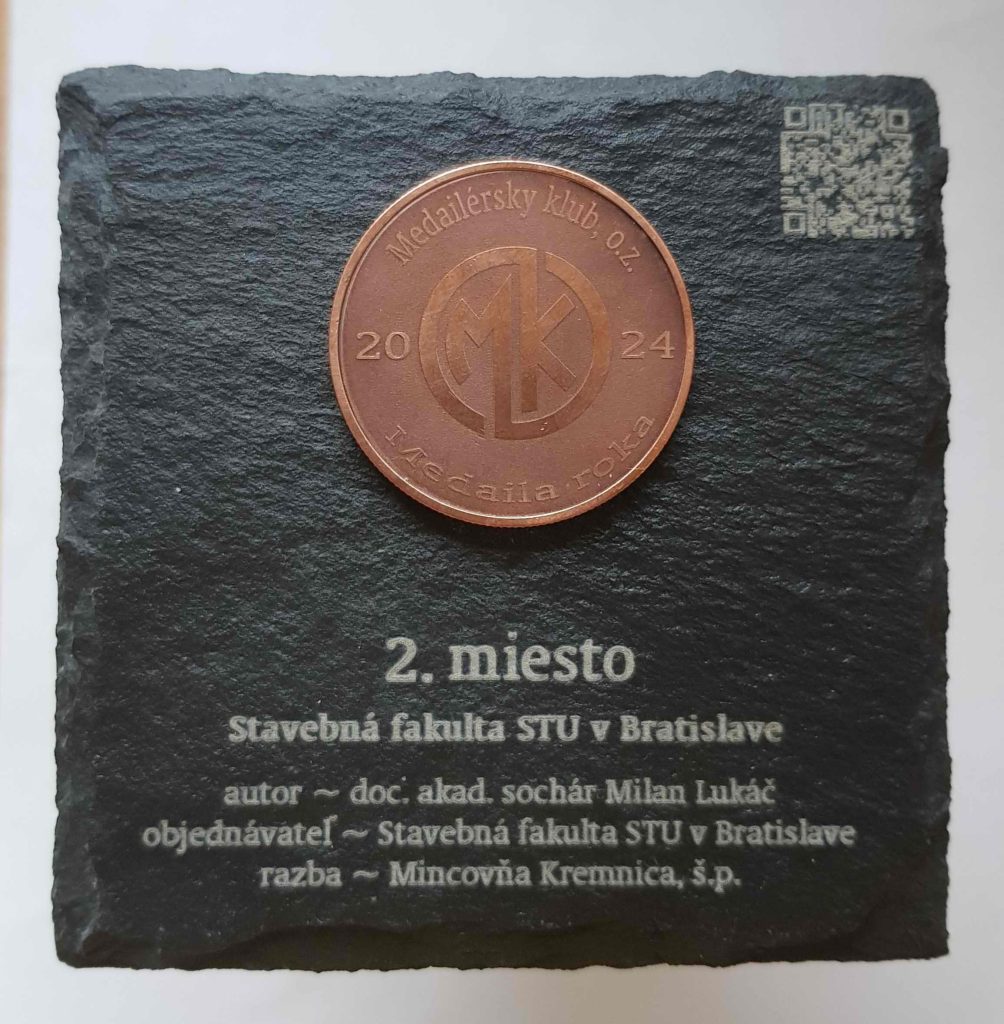 Medailérsky klub, o.z.
20 MK 24
Medaila roka
2. miesto
Stavebná fakulta STU v Bratislave
autor ~ doc. akad. sochár Milan Lukáč
objednávateľ ~ Stavebná fakulta STU v Bratislave
razba ~ Mincovňa Kremnica, š.p.